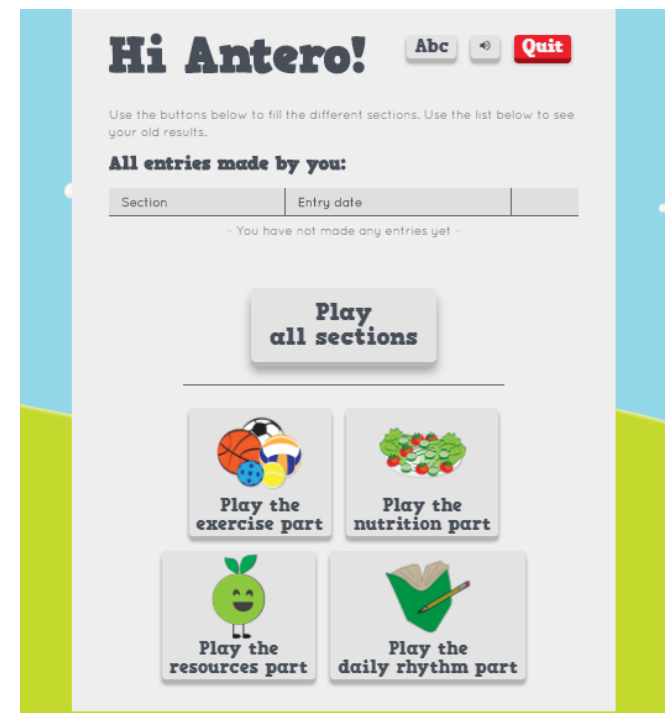 Hi Antero!
Abc
Quit
Use the buttons below to fill the different sections. Use the list below to see
your old results.
All entries made by you:
Section Entry date
- You have not made any entries yet -
Play
all sections
Play the
exercise part
Play the
nutrition part
Play the
resources part
Play the
daily rhythm part